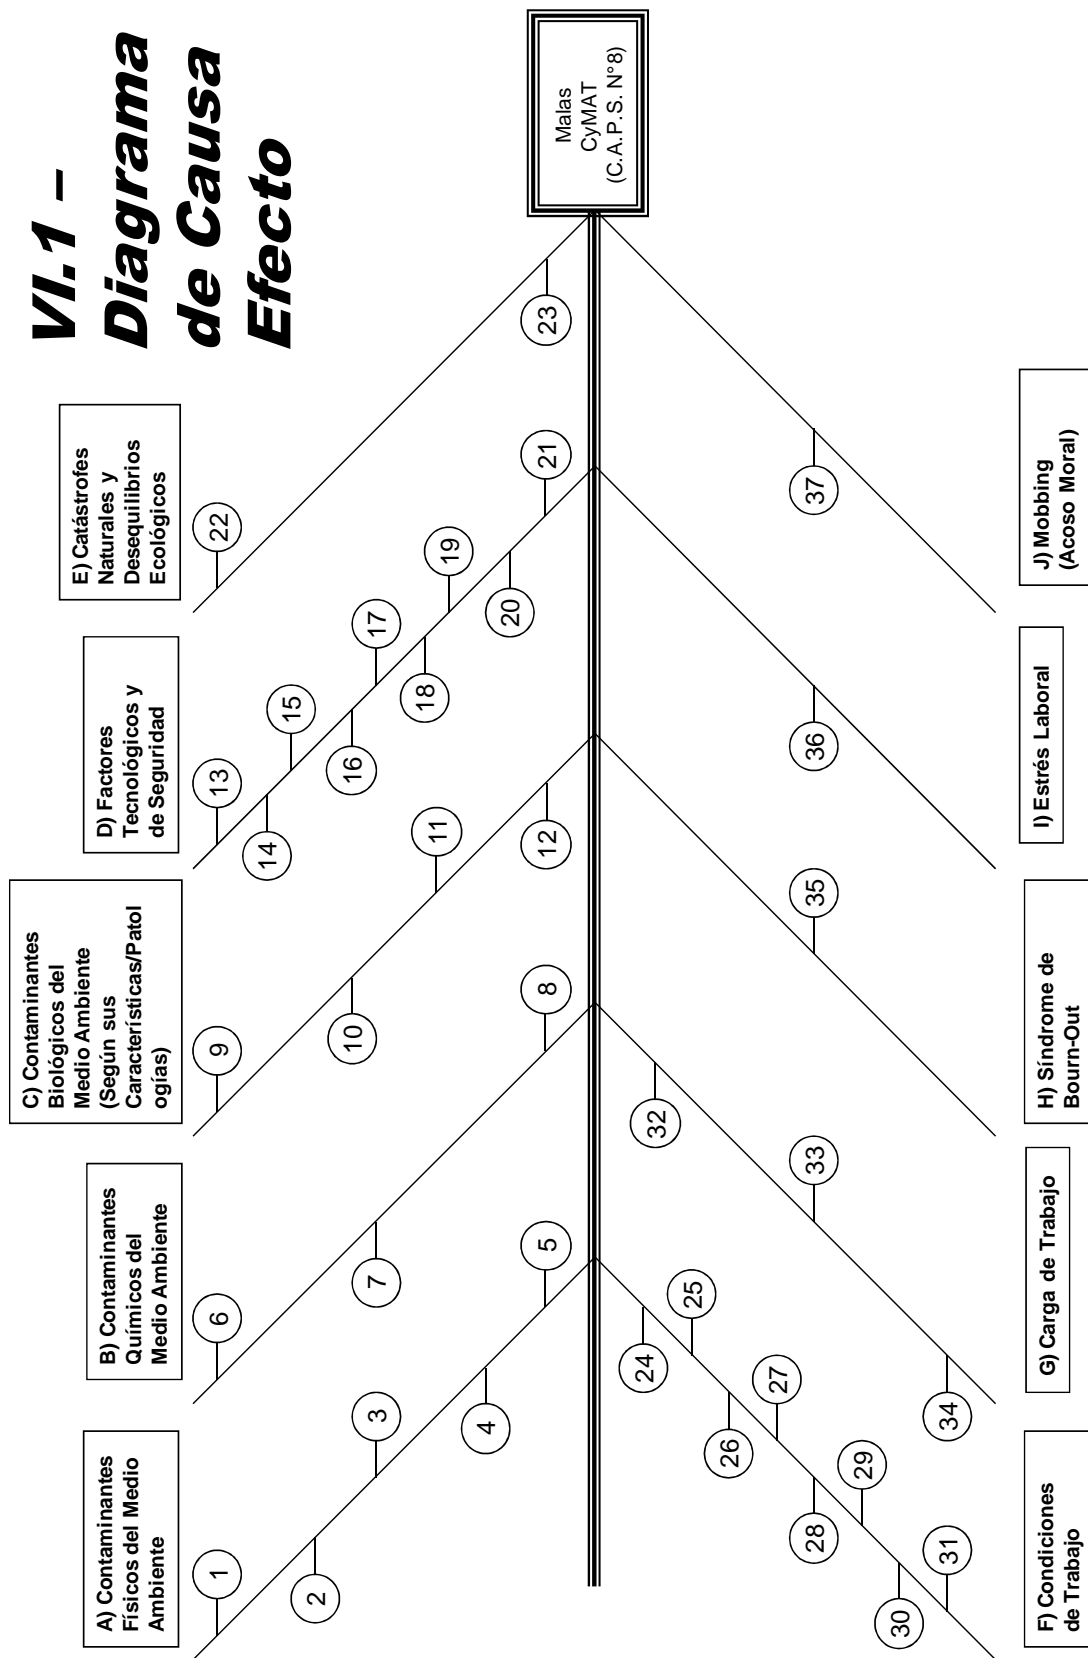 VI.1 –
Diagrama
de Causa
Efecto
A) Contaminantes
Físicos del Medio
Ambiente
B) Contaminantes
Químicos del
Medio Ambiente
C) Contaminantes
Biológicos del
Medio Ambiente
(Según sus
Características/Patol
ogías)
D) Factores
Tecnológicos y
de Seguridad
E) Catástrofes
Naturales y
Desequilibrios
Ecológicos
1
2
3
4
5
6
7
8
9
10
11
12
13
14
15
16
17
18
19
20
21
22
23
Malas
CyMAT
(C.A.P.S. N°8)
24
25
26
27
28
29
30
31
32
33
34
35
36
37
F) Condiciones
de Trabajo
G) Carga de Trabajo
H) Síndrome de
Bourn-Out
I) Estrés Laboral
J) Mobbing
(Acoso Moral)